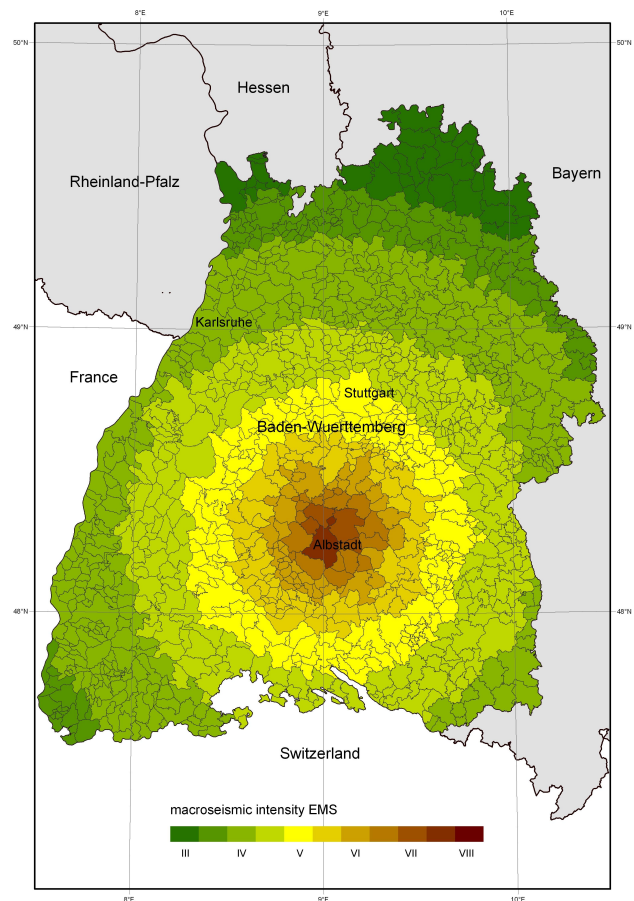 8°E 9°E 10°E
50°N 50°N
Hessen
Rheinland-Pfalz
Bayern
Karlsruhe
49°N 49°N
France
Stuttgart
Baden-Wuerttemberg
Albstadt
48°N 48°N
Switzerland
macroseismic intensity EMS
III IV V VI VII VIII
8°E 9°E 10°E